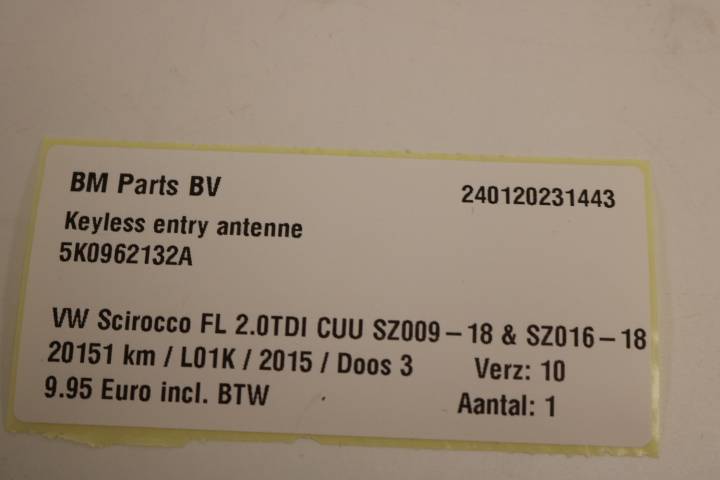 BM Parts BV 240120231443
Keyless entry antenne
5K0962132A
VW Scirocco FL 2.0TDI CUU SZ009-18 & SZ016-18
20151 km / L01K / 2015 / Doos 3 Verz: 10
9.95 Euro incl. BTW Aantal: 1